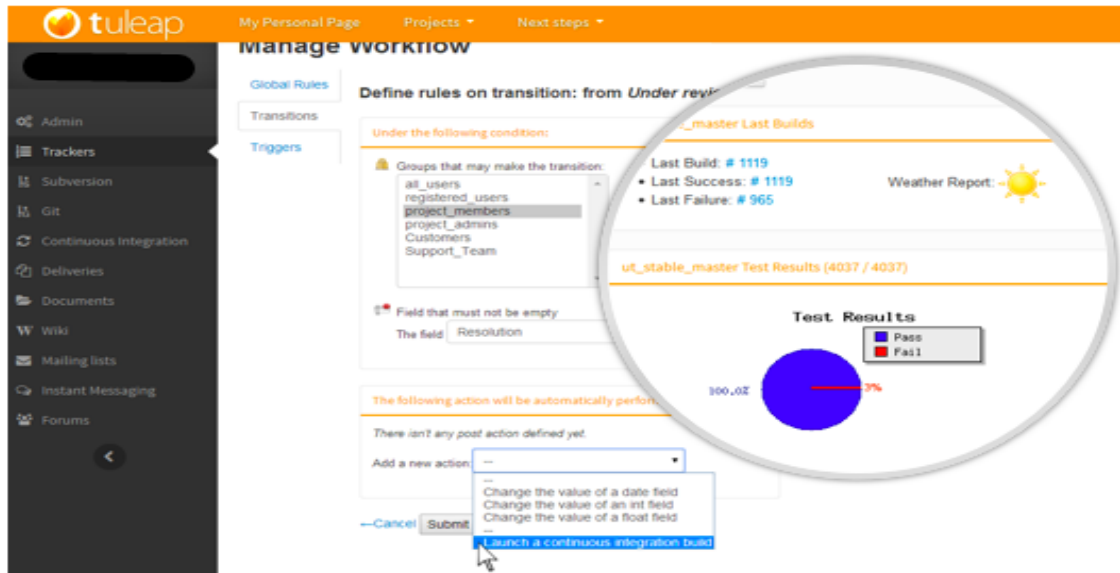 tuleap
My Personal Page
Projects
Next steps
Manage Workflow
Admin
Trackers
Subversion
Git
Continuous Integration
Deliveries
Documents
Wiki
Mailing lists
Instant Messaging
Forums
Global Rules
Transitions
Triggers
Define rules on transition: from Under
Under the following condition:
Groups that may make the transition:
all_users
registered_users
project_members
project_admins
Customers
Support_Team
Field that must not be empty
The field Resolution
The following action will be automatically
There isn't any post action defined yet.
Add a new action: --
--
Change the value of a date field
Change the value of an int field
Change the value of a float field
--
Launch a continuous integration build
←Cancel Submit
_master Last Builds
Last Build: # 1119
• Last Success: # 1119
• Last Failure: # 965
Weather Report:
ut_stable_master Test Results (4037 / 4037)
Test Results
Pass
Fail
100.0%
3%